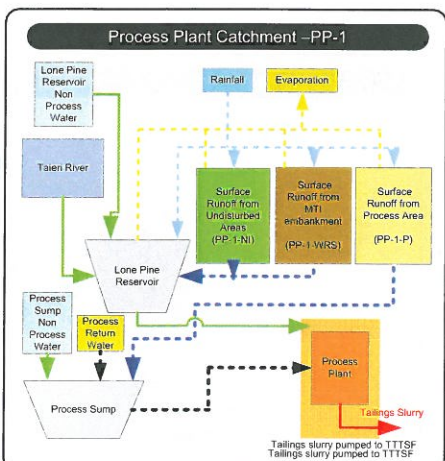 Process Plant Catchment –PP-1
Lone Pine
Reservoir
Non
Process
Water
Rainfall
Evaporation
Taieri River
Surface
Runoff from
Undisturbed
Areas
(PP-1-NI)
Surface
Runoff from
MTI
embankment
(PP-1-WRS)
Surface
Runoff from
Process Area
(PP-1-P)
Lone Pine
Reservoir
Process
Sump
Non
Process
Water
Process
Return
Water
Process
Plant
Process Sump
Tailings Slurry
Tailings slurry pumped to TTTSF
Tailings slurry pumped to TTTSF